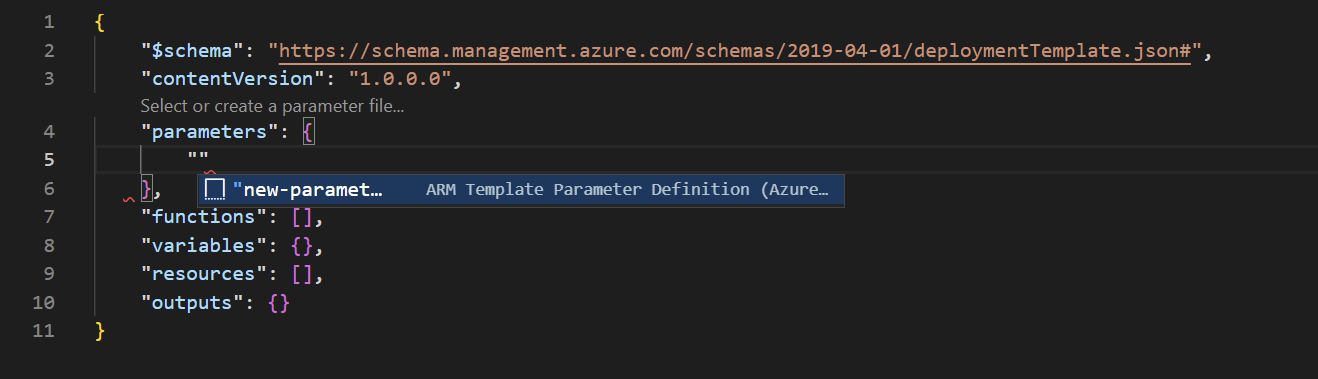 1 {
2 "$schema": "https://schema.management.azure.com/schemas/2019-04-01/deploymentTemplate.json#",
3 "contentVersion": "1.0.0.0",
Select or create a parameter file...
4 "parameters": {
5 ""
6 },
"new-paramet… ARM Template Parameter Definition (Azure…
7 "functions": [],
8 "variables": {},
9 "resources": [],
10 "outputs": {}
11 }